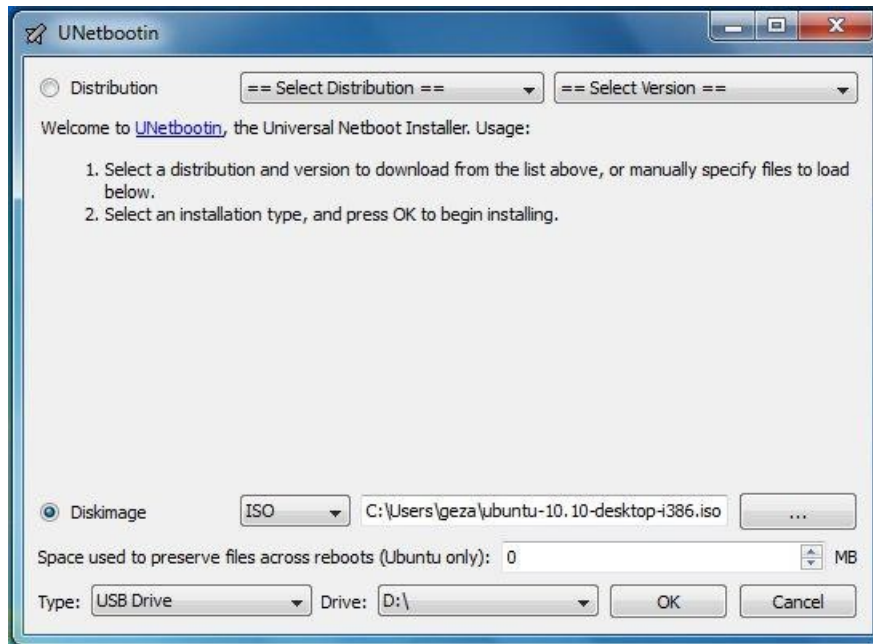 UNetbootin
Distribution == Select Distribution == == Select Version ==
Welcome to UNetbootin, the Universal Netboot Installer. Usage:
1. Select a distribution and version to download from the list above, or manually specify files to load
below.
2. Select an installation type, and press OK to begin installing.
Diskimage ISO C:\Users\geza\ubuntu-10.10-desktop-i386.iso ...
Space used to preserve files across reboots (Ubuntu only): 0 MB
Type: USB Drive Drive: D:\ OK Cancel